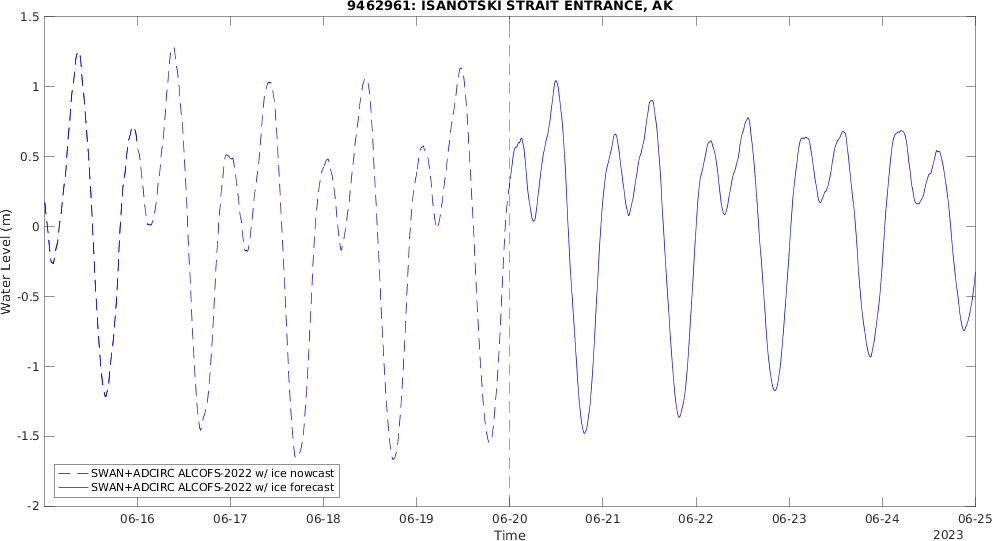 9462961: ISANOTSKI STRAIT ENTRANCE, AK
1.5
1
0.5
0
-0.5
-1
-1.5
-2
Water Level (m)
SWAN+ADCIRC ALCOFS-2022 w/ ice nowcast
SWAN+ADCIRC ALCOFS-2022 w/ ice forecast
06-16 06-17 06-18 06-19 06-20 06-21 06-22 06-23 06-24 06-25
Time
2023